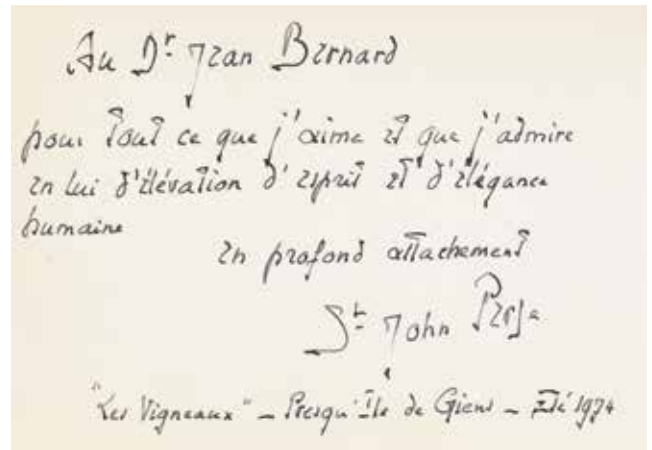 Au Dr Jean Bernard
pour tout ce que j'aime et que j'admire
en lui d'élévation d'esprit et d'élégance
humaine
en profond attachement
St John Perse
"Les Vigneaux" – Presqu'Île de Giens – Été 1974